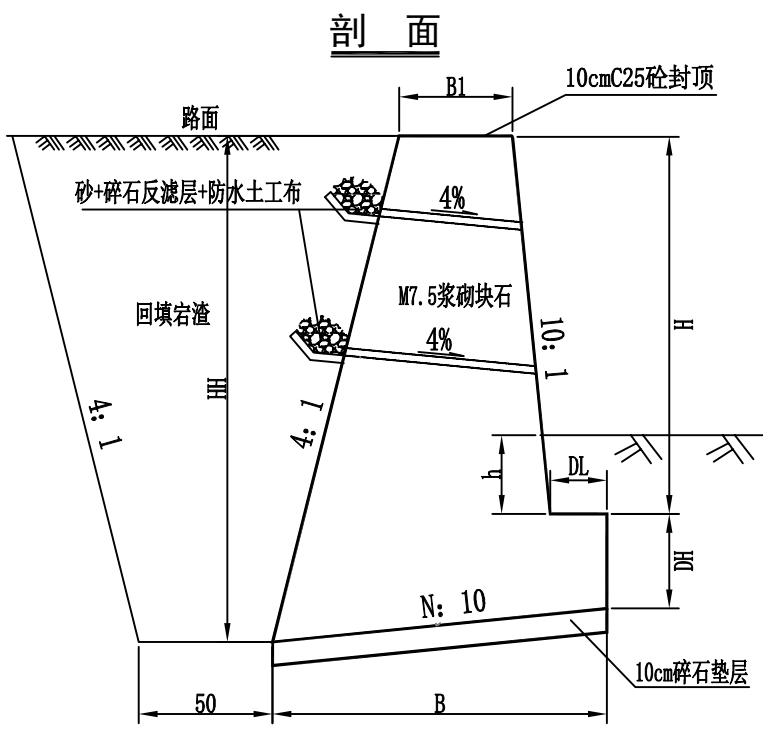 剖 面
B1
10cmC25砼封顶
路面
砂+碎石反滤层+防水土工布
4%
M7.5浆砌块石
回填宕渣
4%
10: 1
H
HH
4: 1
4: 1
h
DL
DH
N: 10
10cm碎石垫层
50
B